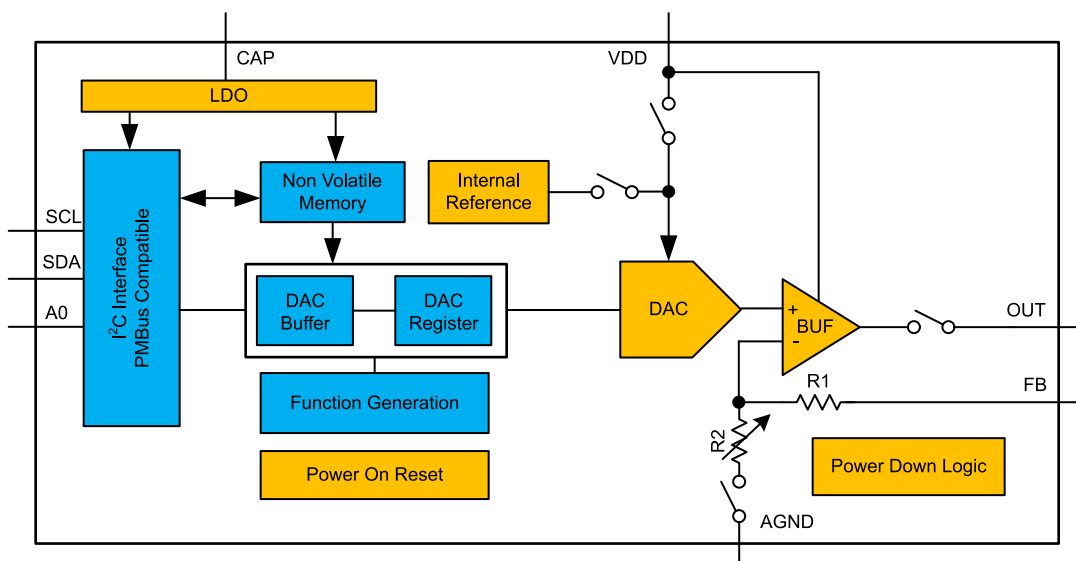 CAP
VDD
LDO
Non Volatile
Memory
Internal
Reference
SCL
SDA
A0
I²C Interface
PMBus Compatible
DAC
Buffer
DAC
Register
DAC
+
BUF
-
OUT
R1
FB
Function Generation
R2
Power On Reset
Power Down Logic
AGND